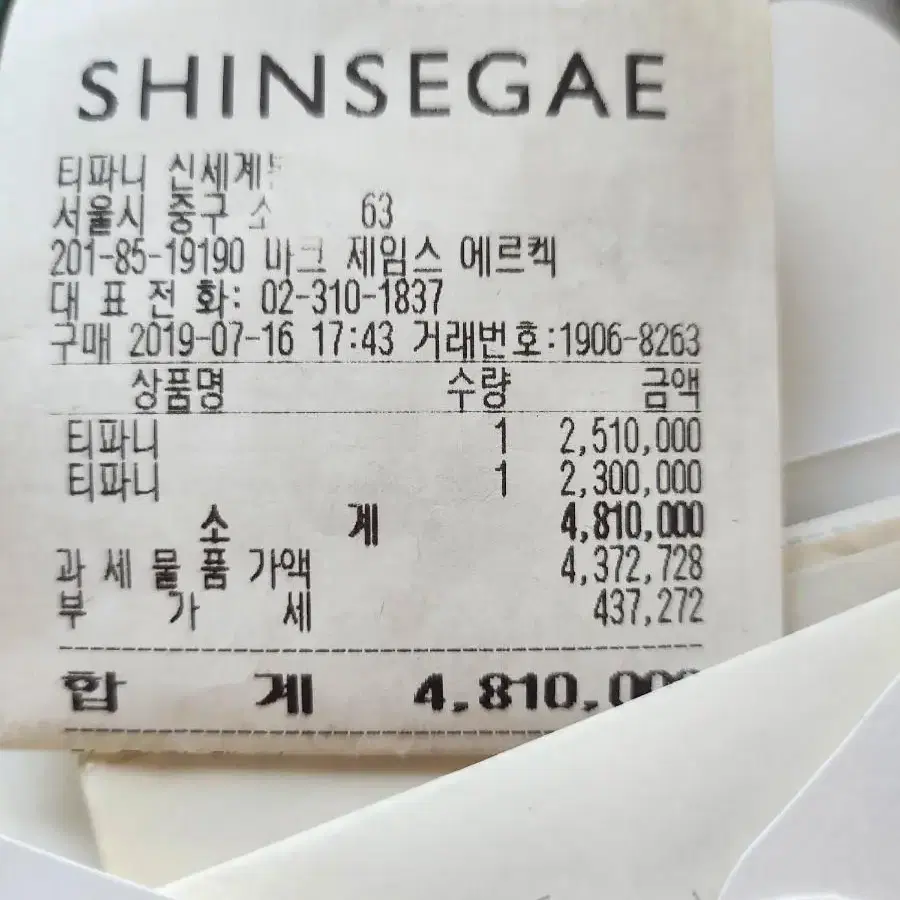 SHINSEGAE
티파니 신세계
서울시 중구 63
201-85-19190 마크 제임스 에르켁
대 표 전 화: 02-310-1837
구매 2019-07-16 17:43 거래번호:1906-8263
상품명 수량 금액
티파니 1 2,510,000
티파니 1 2,300,000
소 계 4,810,000
과 세 물 품 가액 4,372,728
부 가 세 437,272
합 계 4,810,000